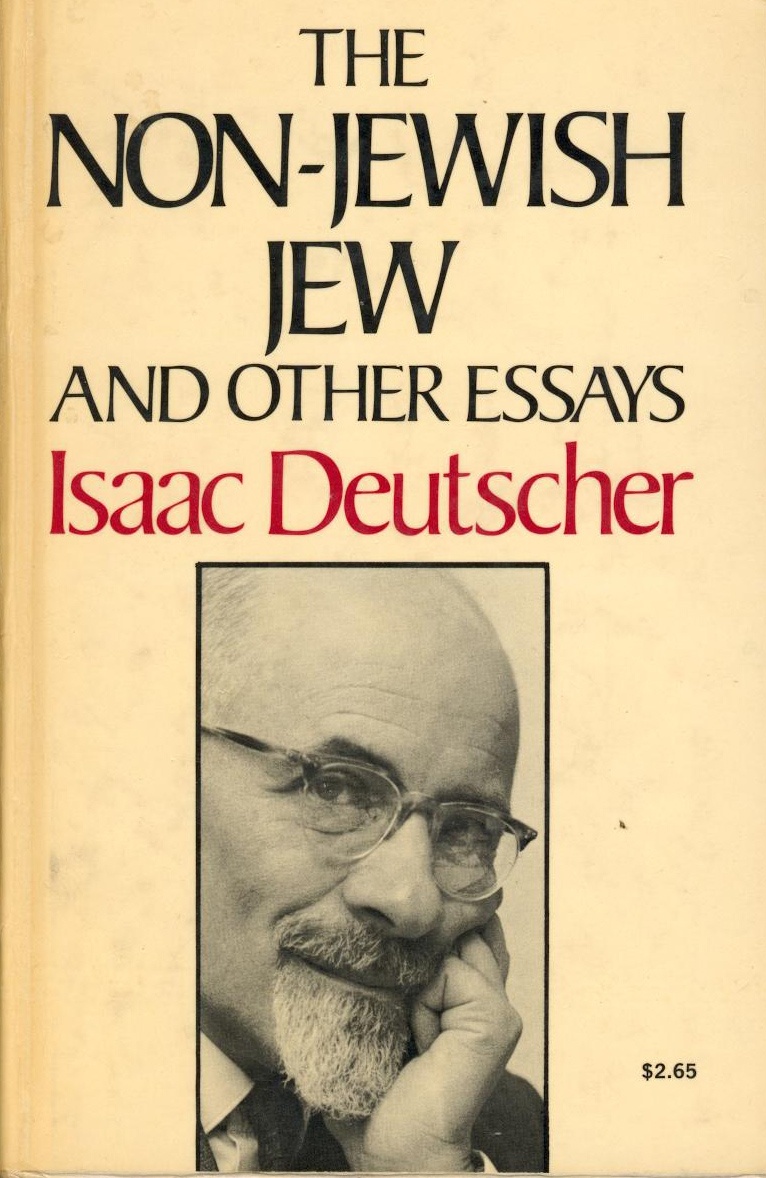 THE
NON-JEWISH
JEW
AND OTHER ESSAYS
Isaac Deutscher
$2.65